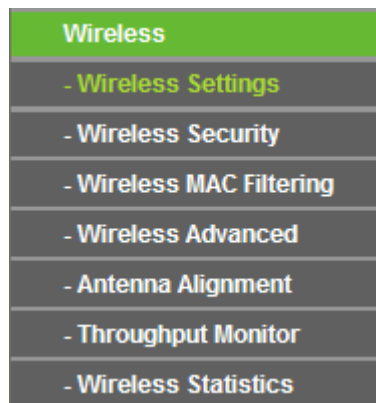 Wireless
- Wireless Settings
- Wireless Security
- Wireless MAC Filtering
- Wireless Advanced
- Antenna Alignment
- Throughput Monitor
- Wireless Statistics